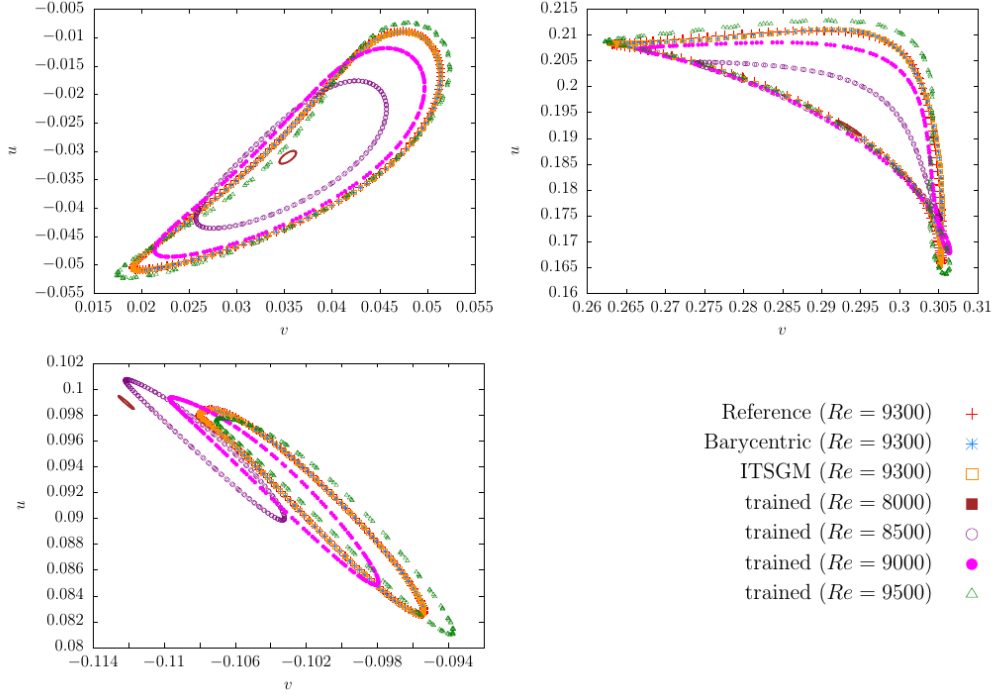 −0.005
−0.01
−0.015
−0.02
−0.025
−0.03
−0.035
−0.04
−0.045
−0.05
−0.055
0.015 0.02 0.025 0.03 0.035 0.04 0.045 0.05 0.055
u
v
0.215
0.21
0.205
0.2
0.195
0.19
0.185
0.18
0.175
0.17
0.165
0.16
0.26 0.265 0.27 0.275 0.28 0.285 0.29 0.295 0.3 0.305 0.31
u
v
0.102
0.1
0.098
0.096
0.094
0.092
0.09
0.088
0.086
0.084
0.082
0.08
−0.114 −0.11 −0.106 −0.102 −0.098 −0.094
u
v
Reference (Re = 9300)
Barycentric (Re = 9300)
ITSGM (Re = 9300)
trained (Re = 8000)
trained (Re = 8500)
trained (Re = 9000)
trained (Re = 9500)